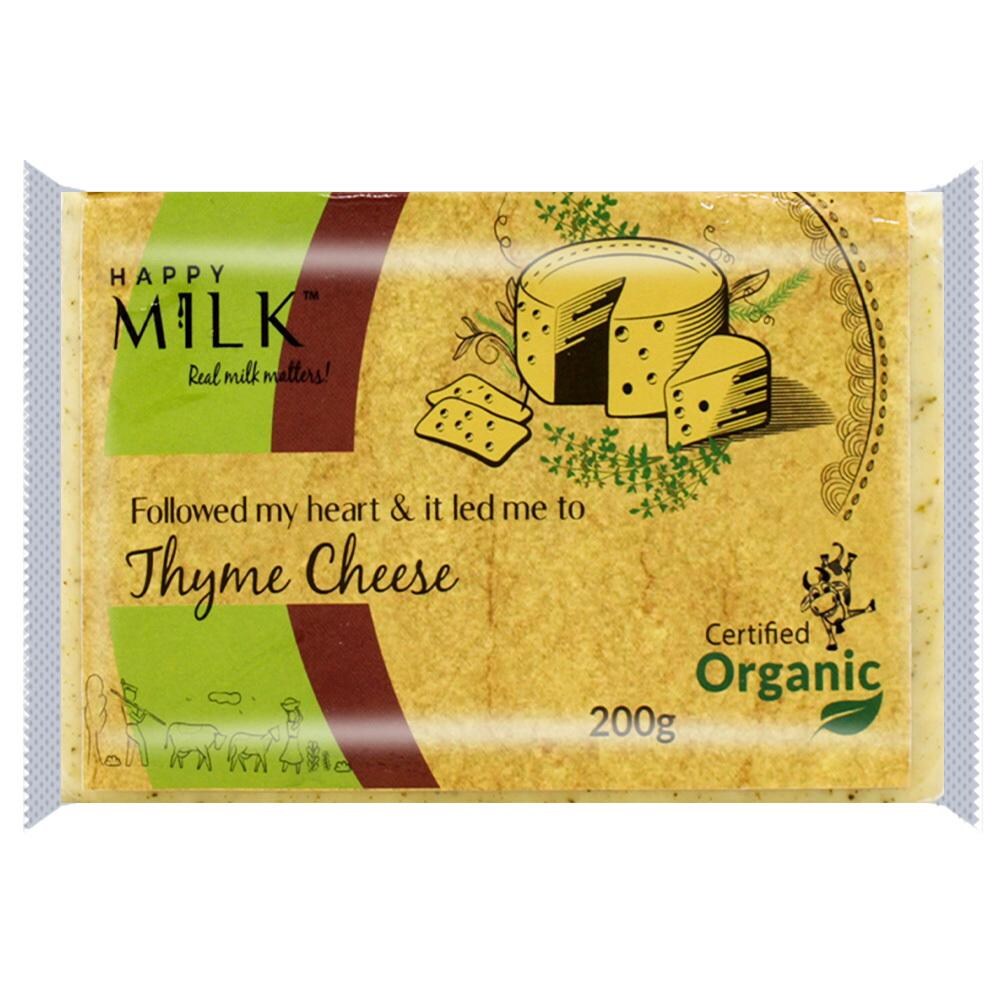 HAPPY
MILK™
Real milk matters!
Followed my heart & it led me to
Thyme Cheese
Certified
Organic
200g